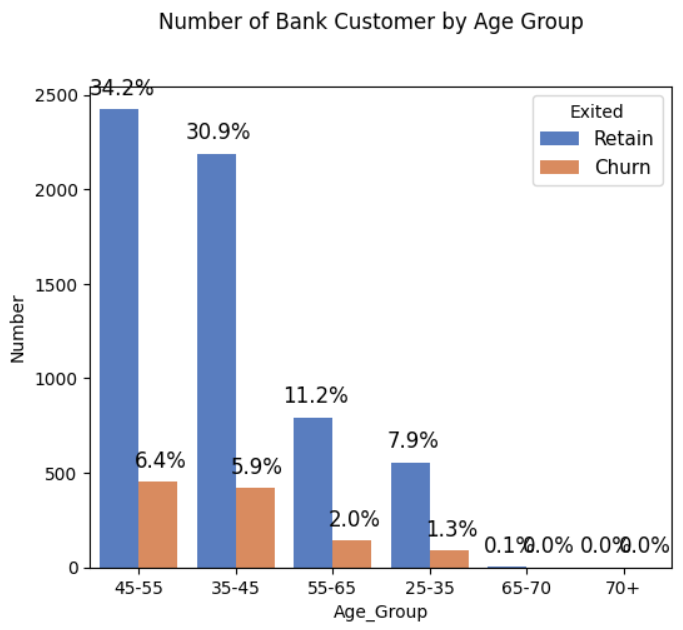 Number of Bank Customer by Age Group
34.2%
30.9%
11.2%
7.9%
0.1%
0.0%
6.4%
5.9%
2.0%
1.3%
0.0%
0.0%
Exited
Retain
Churn
2500
2000
1500
1000
500
0
Number
45-55 35-45 55-65 25-35 65-70 70+
Age_Group